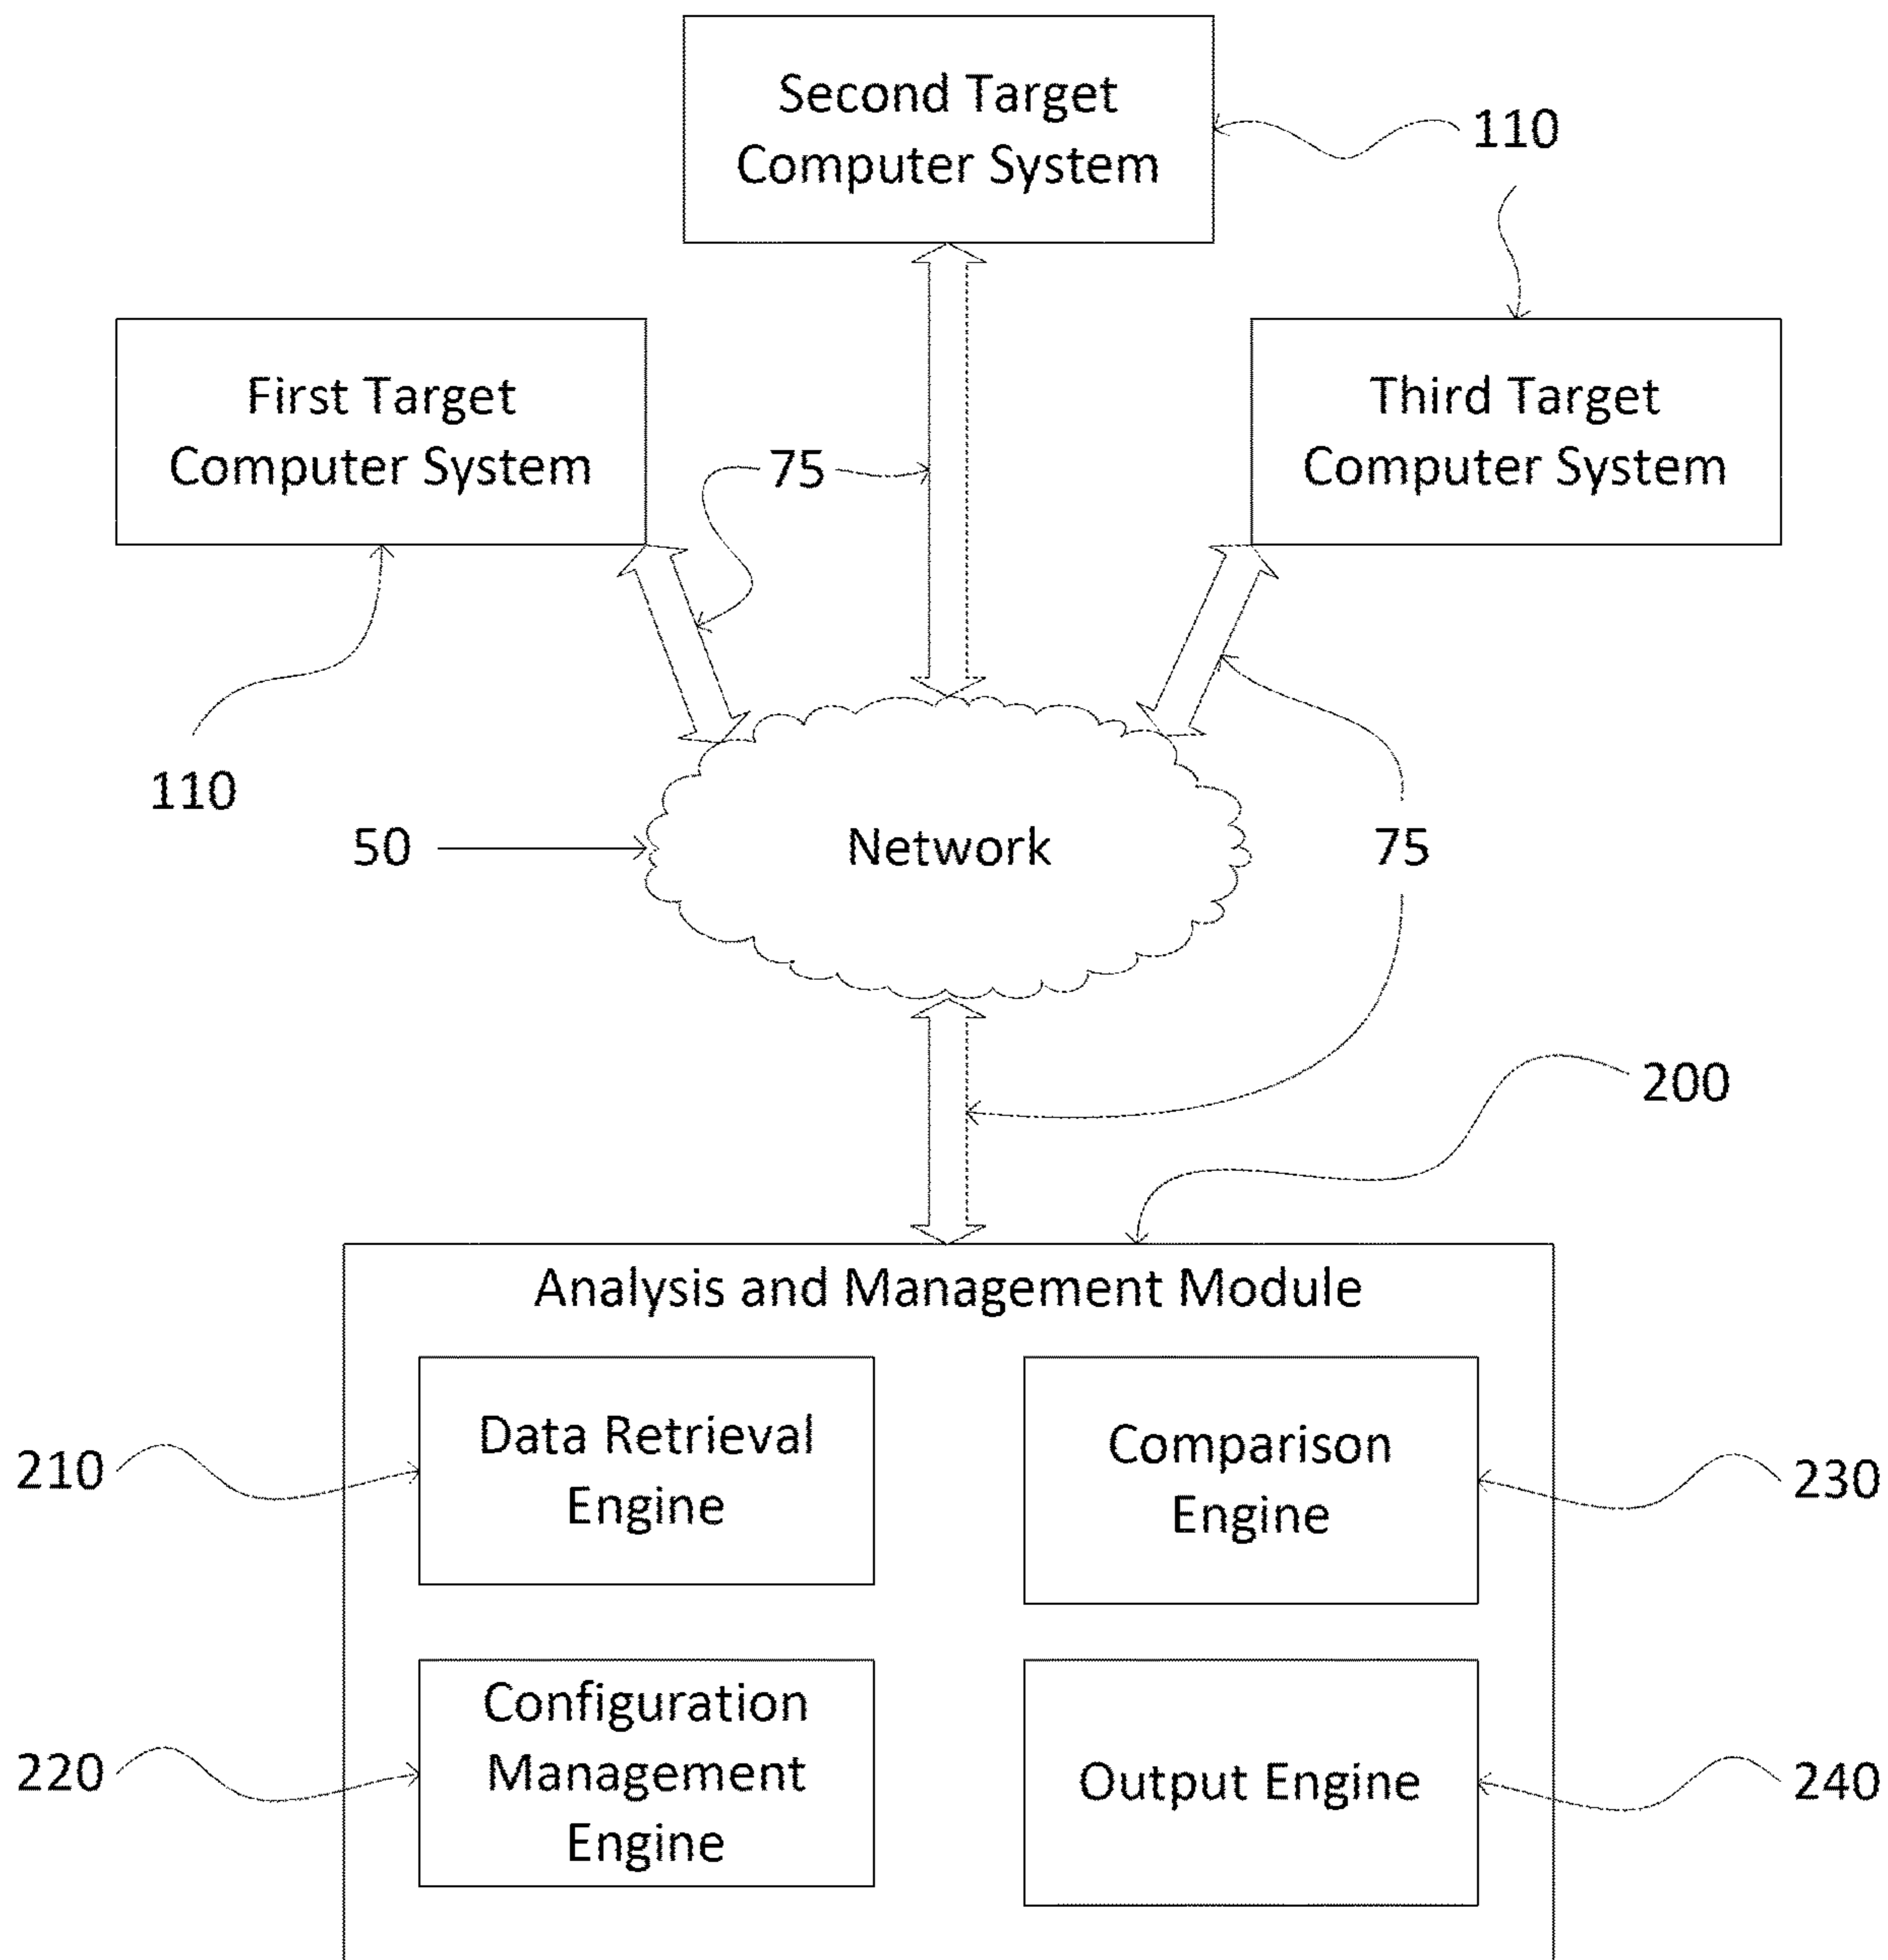 Second Target
Computer System
110
First Target
Computer System
75
Third Target
Computer System
110
50
Network
75
200
Analysis and Management Module
Data Retrieval
Engine
210
Comparison
Engine
230
Configuration
Management
Engine
220
Output Engine
240